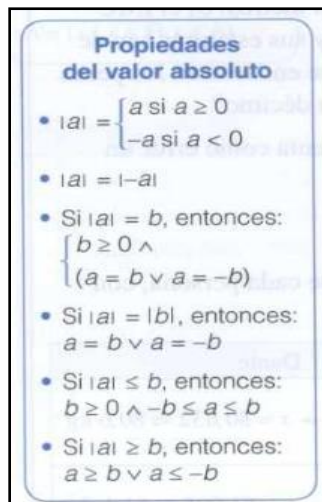 Propiedades
del valor absoluto
• |a| = { a si a ≥ 0
−a si a < 0
• |a| = |−a|
• Si |a| = b, entonces:
{ b ≥ 0 ∧
(a = b ∨ a = −b)
• Si |a| = |b|, entonces:
a = b ∨ a = −b
• Si |a| ≤ b, entonces:
b ≥ 0 ∧ −b ≤ a ≤ b
• Si |a| ≥ b, entonces:
a ≥ b ∨ a ≤ −b